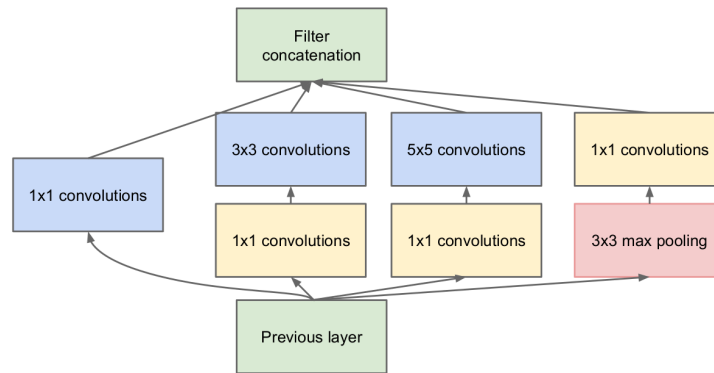 Filter
concatenation
3x3 convolutions
5x5 convolutions
1x1 convolutions
1x1 convolutions
1x1 convolutions
1x1 convolutions
3x3 max pooling
Previous layer